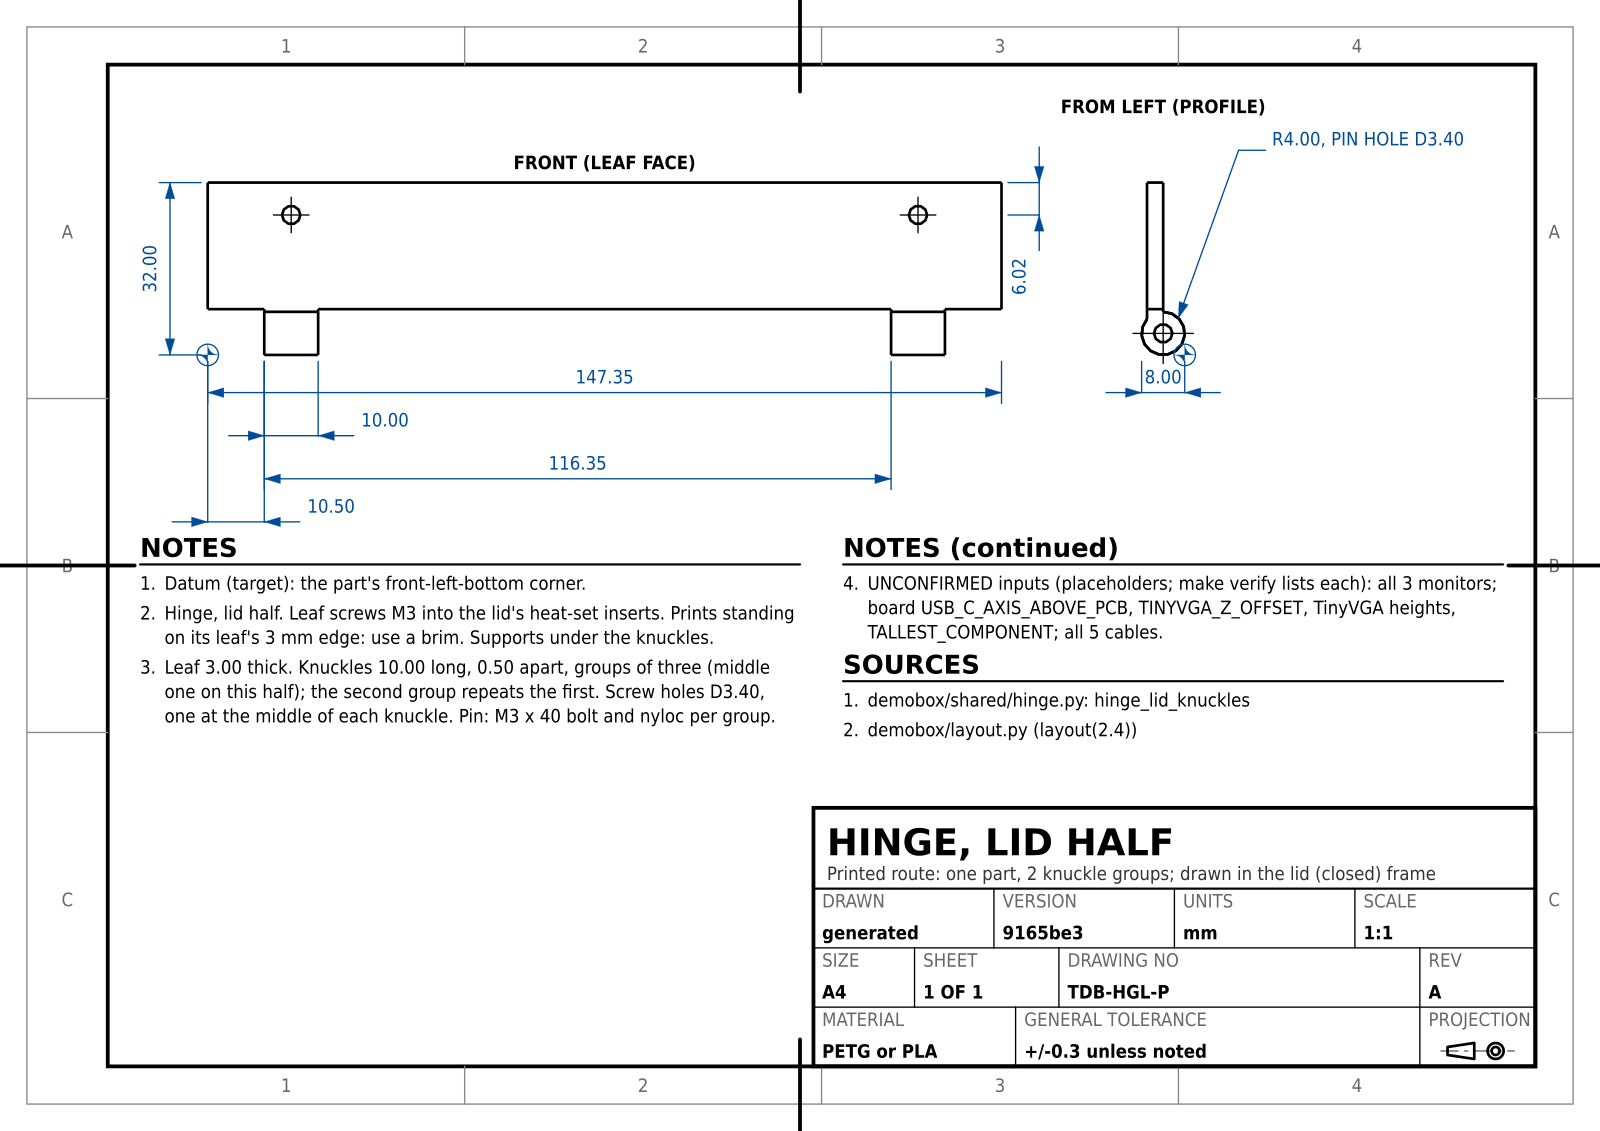 1 2 3 4
FROM LEFT (PROFILE)
R4.00, PIN HOLE D3.40
FRONT (LEAF FACE)
A
A
32.00
6.02
147.35
8.00
10.00
116.35
10.50
B
B
NOTES
1. Datum (target): the part's front-left-bottom corner.
2. Hinge, lid half. Leaf screws M3 into the lid's heat-set inserts. Prints standing
on its leaf's 3 mm edge: use a brim. Supports under the knuckles.
3. Leaf 3.00 thick. Knuckles 10.00 long, 0.50 apart, groups of three (middle
one on this half); the second group repeats the first. Screw holes D3.40,
one at the middle of each knuckle. Pin: M3 x 40 bolt and nyloc per group.
NOTES (continued)
4. UNCONFIRMED inputs (placeholders; make verify lists each): all 3 monitors;
board USB_C_AXIS_ABOVE_PCB, TINYVGA_Z_OFFSET, TinyVGA heights,
TALLEST_COMPONENT; all 5 cables.
SOURCES
1. demobox/shared/hinge.py: hinge_lid_knuckles
2. demobox/layout.py (layout(2.4))
C
C
HINGE, LID HALF
Printed route: one part, 2 knuckle groups; drawn in the lid (closed) frame
DRAWN VERSION UNITS SCALE
generated 9165be3 mm 1:1
SIZE SHEET DRAWING NO REV
A4 1 OF 1 TDB-HGL-P A
MATERIAL GENERAL TOLERANCE PROJECTION
PETG or PLA +/-0.3 unless noted
1 2 3 4